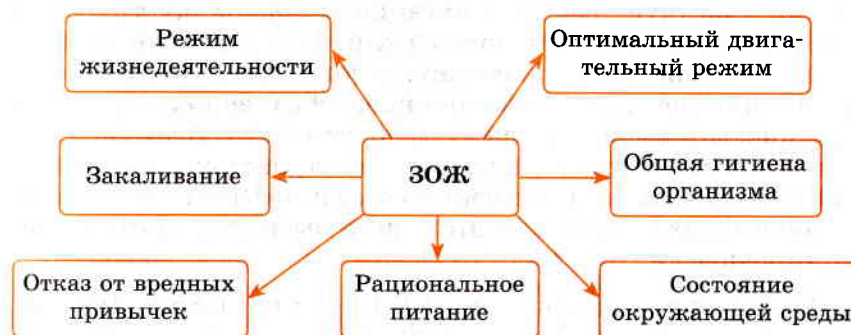 Режим
жизнедеятельности
Оптимальный двига-
тельный режим
Закаливание
ЗОЖ
Общая гигиена
организма
Отказ от вредных
привычек
Рациональное
питание
Состояние
окружающей среды